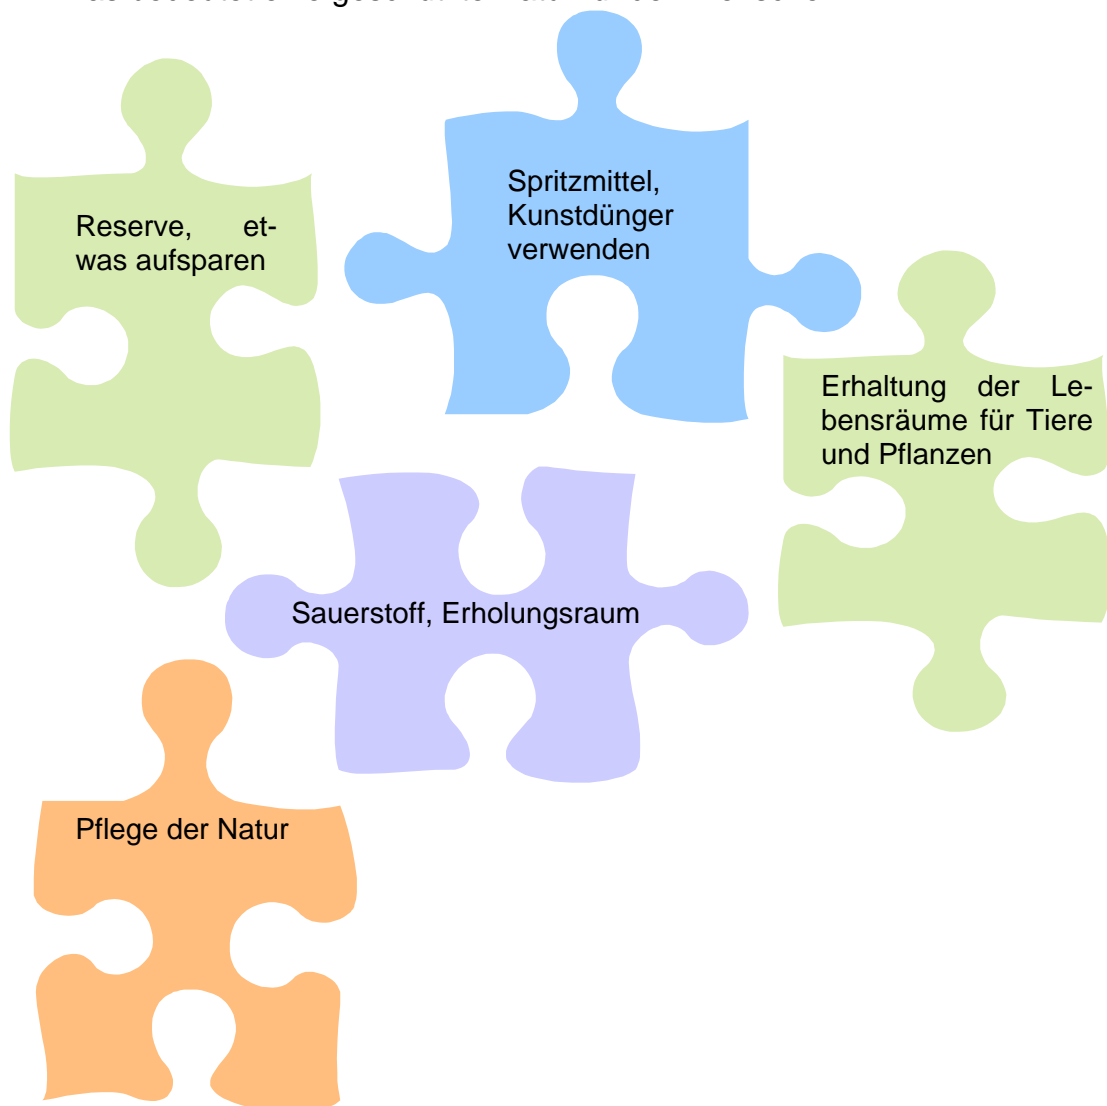 Spritzmittel,
Kunstdünger
verwenden
Reserve, et-
was aufsparen
Erhaltung der Le-
bensräume für Tiere
und Pflanzen
Sauerstoff, Erholungsraum
Pflege der Natur